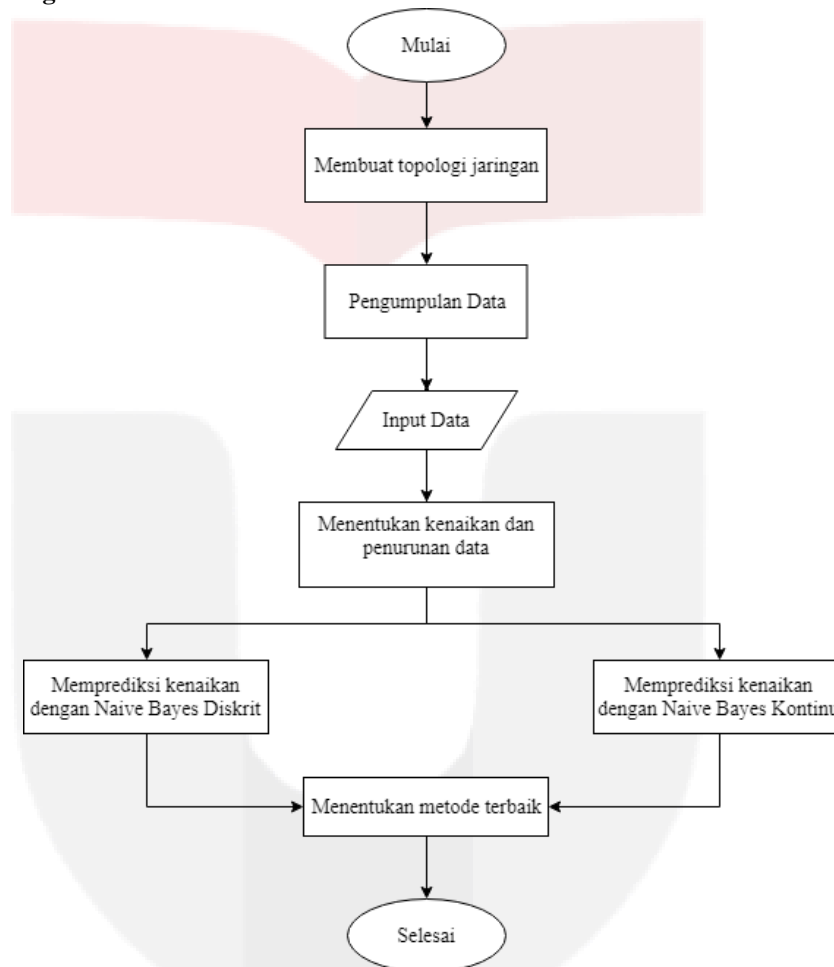 Mulai
Membuat topologi jaringan
Pengumpulan Data
Input Data
Menentukan kenaikan dan
penurunan data
Memprediksi kenaikan
dengan Naive Bayes Diskrit
Memprediksi kenaikan
dengan Naive Bayes Kontinu
Menentukan metode terbaik
Selesai